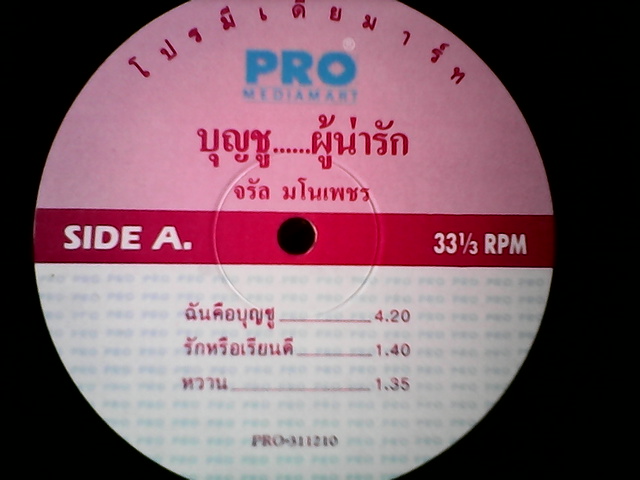 โปรมีเดียมาร์ท
PRO®
MEDIAMART
บุญชู......ผู้น่ารัก
จรัล มโนเพชร
SIDE A.
33⅓ RPM
ฉันคือบุญชู 4.20
รักหรือเรียนดี 1.40
หวาน 1.35
PRO-311210